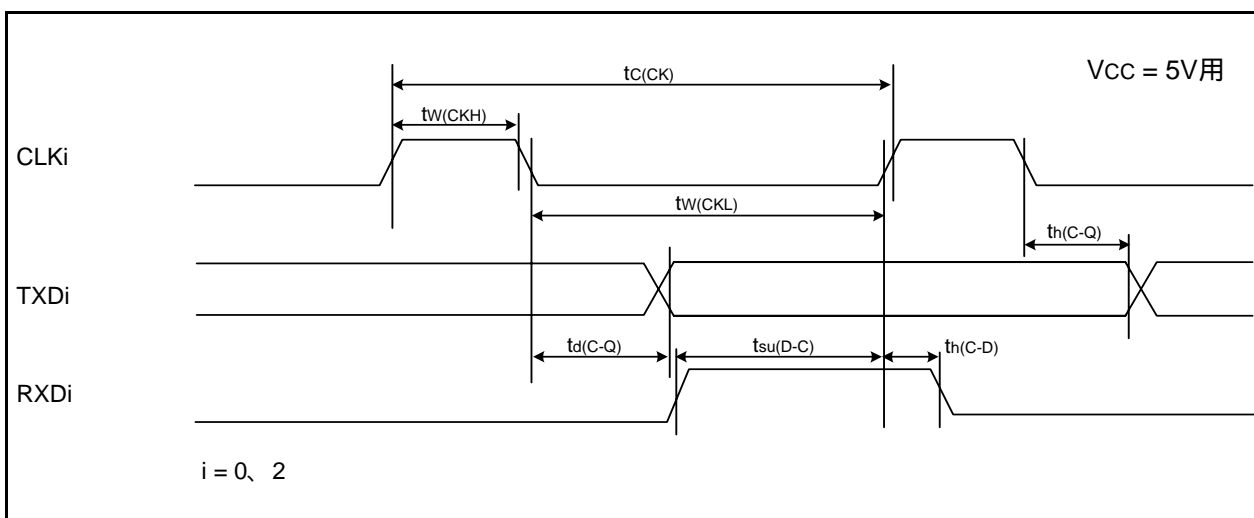 VCC = 5V用
tC(CK)
tW(CKH)
CLKi
tW(CKL)
th(C-Q)
TXDi
td(C-Q)
tsu(D-C)
th(C-D)
RXDi
i = 0、2